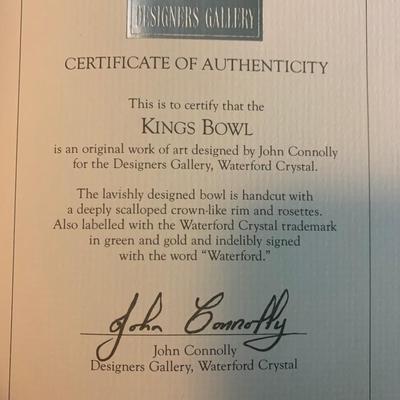 DESIGNERS GALLERY
CERTIFICATE OF AUTHENTICITY
This is to certify that the
KINGS BOWL
is an original work of art designed by John Connolly
for the Designers Gallery, Waterford Crystal.
The lavishly designed bowl is handcut with
a deeply scalloped crown-like rim and rosettes.
Also labelled with the Waterford Crystal trademark
in green and gold and indelibly signed
with the word “Waterford.”
John Connolly
John Connolly
Designers Gallery, Waterford Crystal